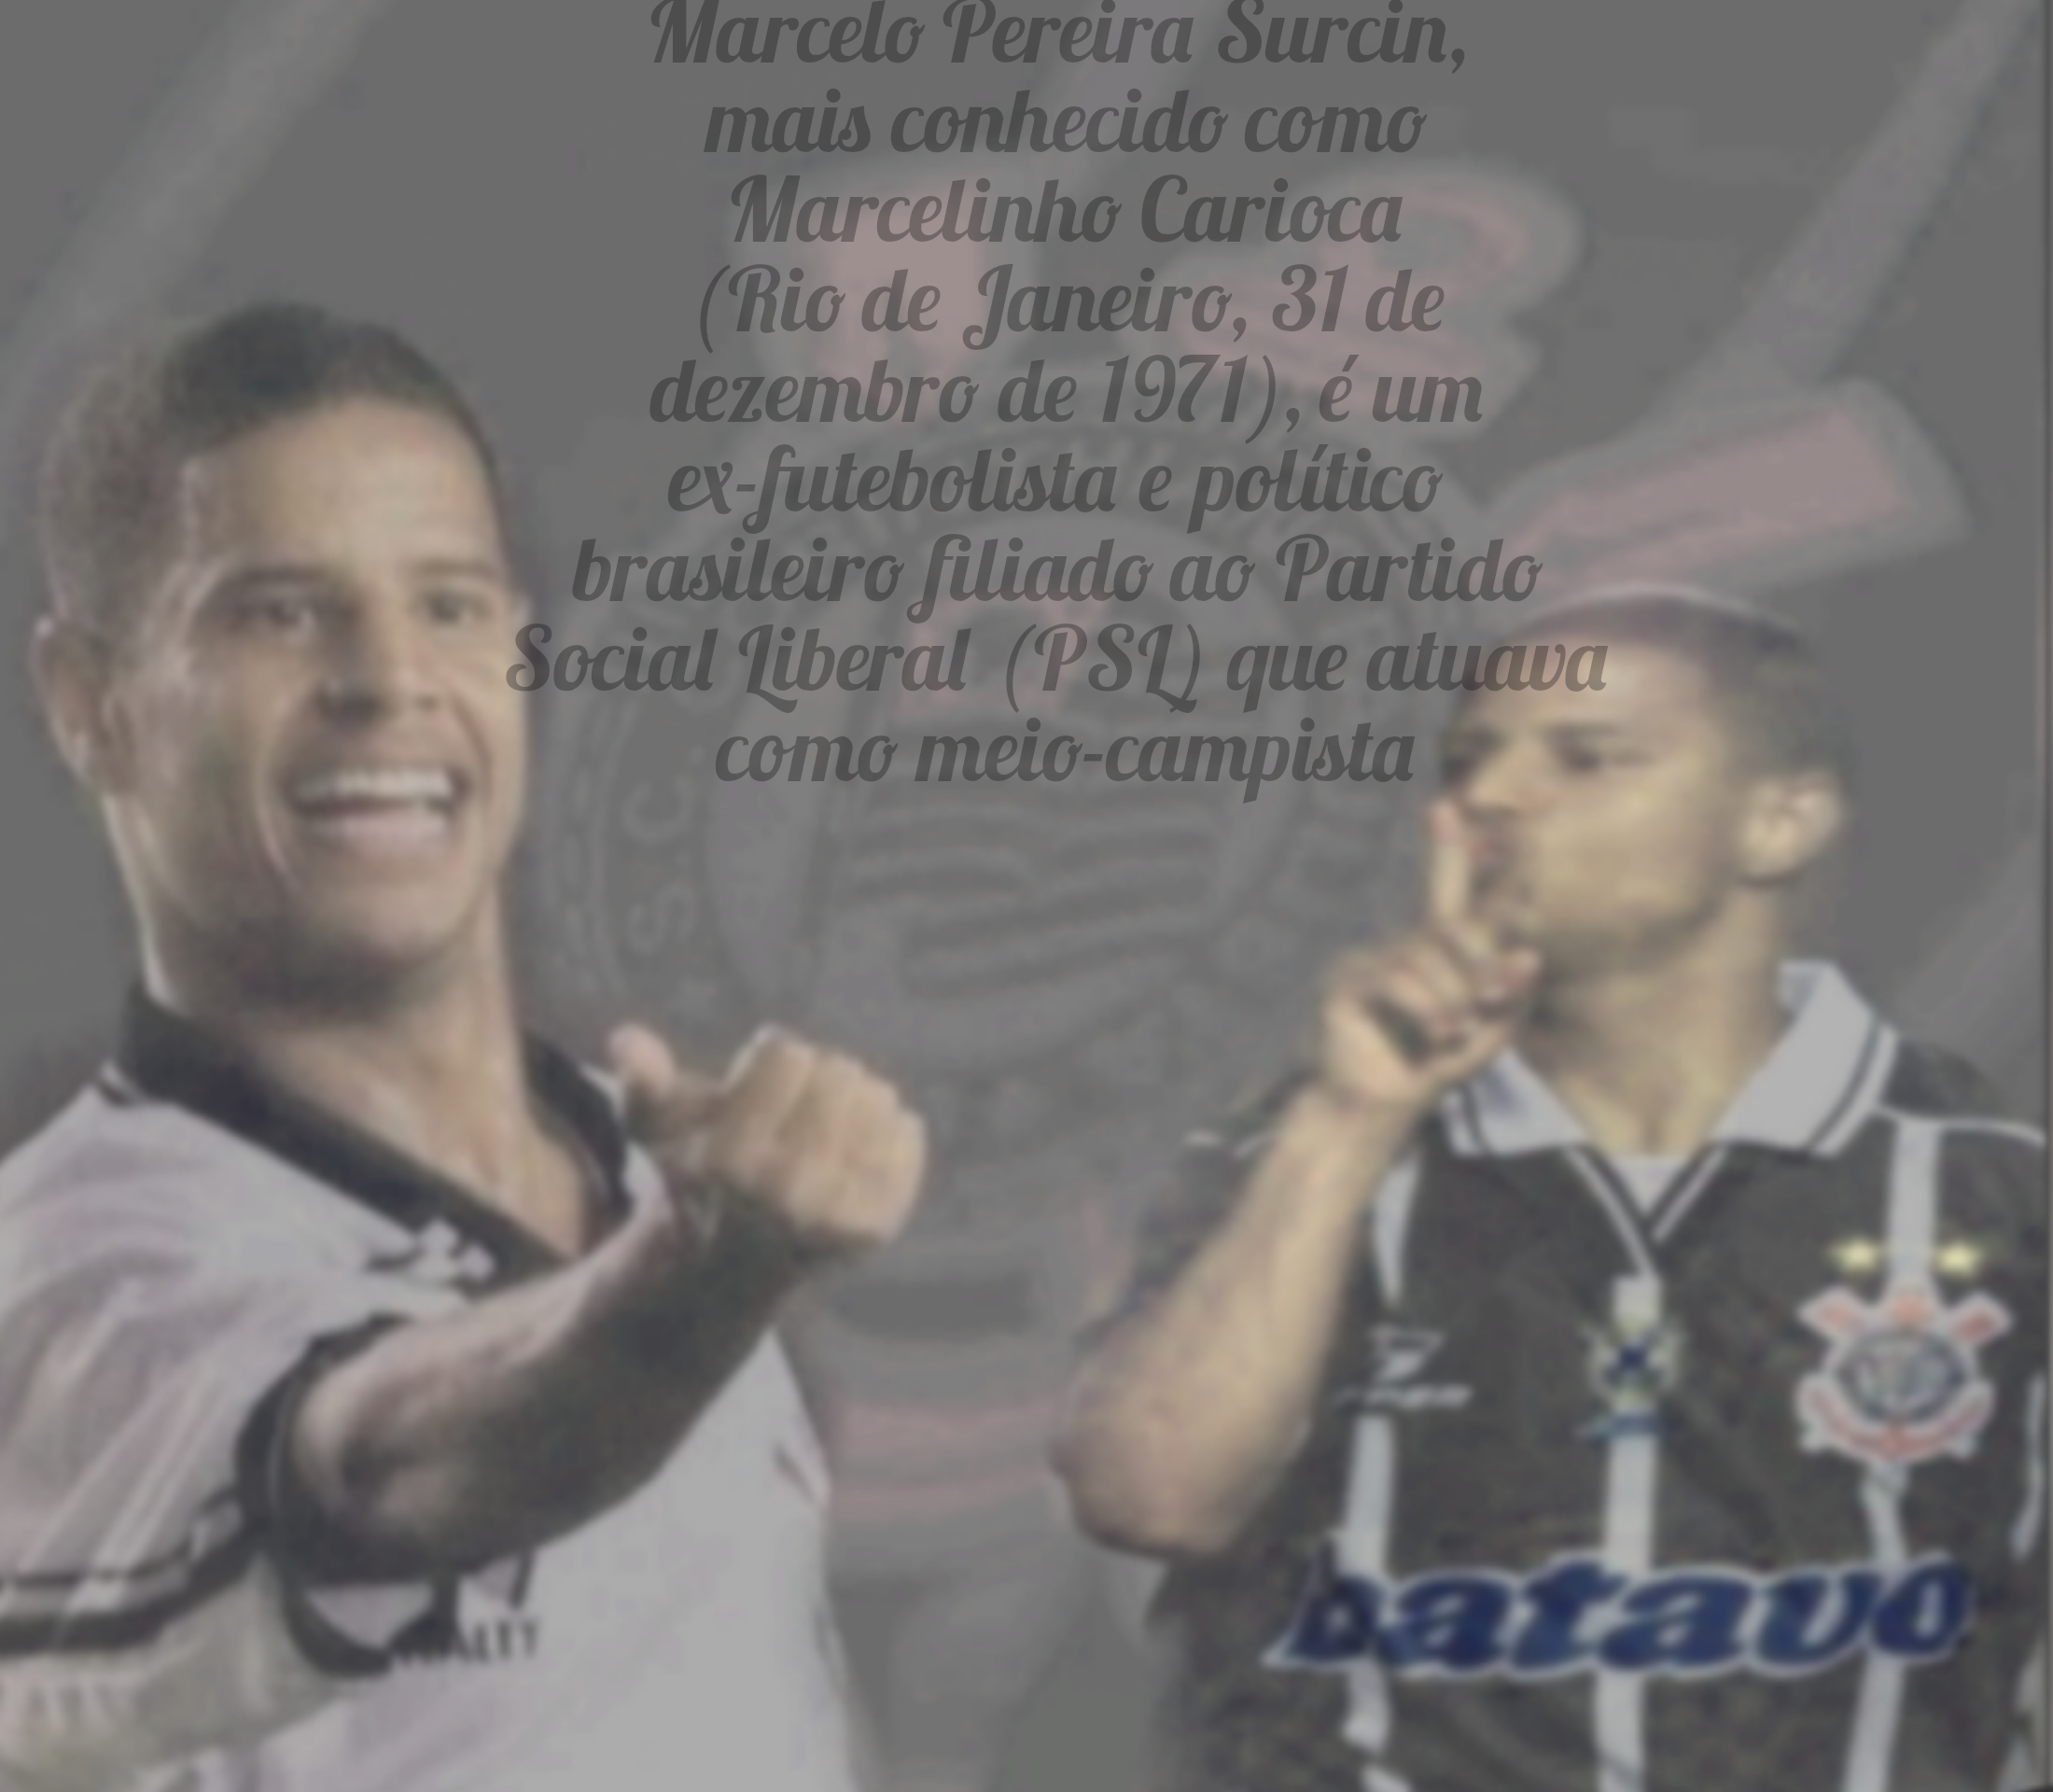 Marcelo Pereira Surcin,
mais conhecido como
Marcelinho Carioca
(Rio de Janeiro, 31 de
dezembro de 1971), é um
ex-futebolista e político
brasileiro filiado ao Partido
Social Liberal (PSL) que atuava
como meio-campista
S.C.
batavo